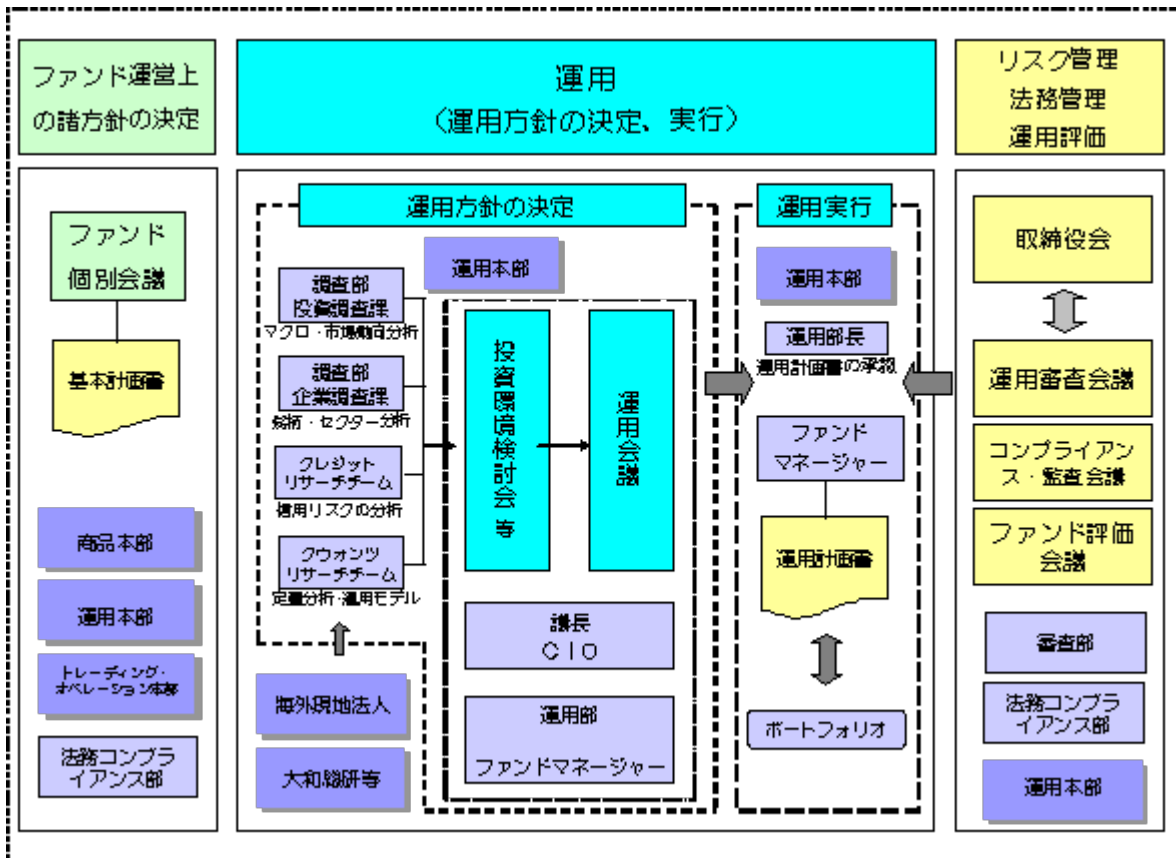 ファンド運営上
の諸方針の決定
ファンド
個別会議
基本計画書
商品本部
運用本部
トレーディング・
オペレーション本部
法務コンプラ
イアンス部
運用
（運用方針の決定、実行）
運用方針の決定
運用本部
調査部
投資調査課
マクロ・市場動向分析
調査部
企業調査課
銘柄・セクター分析
クレジット
リサーチチーム
信用リスクの分析
クウォンツ
リサーチチーム
定量分析・運用モデル
海外現地法人
大和総研等
投資環境検討会 等
運用会議
議長
ＣＩＯ
運用部
ファンドマネージャー
運用実行
運用本部
運用部長
運用計画書の承認
ファンド
マネージャー
運用計画書
ポートフォリオ
リスク管理
法務管理
運用評価
取締役会
運用審査会議
コンプライアン
ス・監査会議
ファンド評価
会議
審査部
法務コンプラ
イアンス部
運用本部